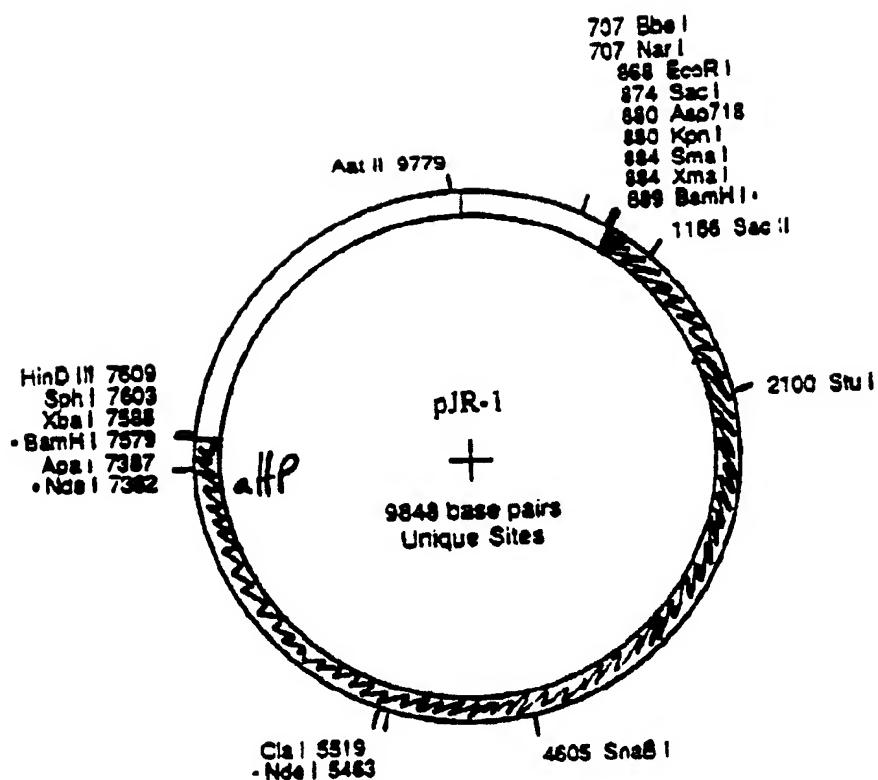 707 Bbe I
707 Nar I
868 EcoR I
874 Sac I
880 Asp718
880 Kpn I
884 Sma I
884 Xma I
889 BamH I •
Aat II 9779
1166 Sac II
2100 Stu I
HinD III 7609
Sph I 7603
Xba I 7585
• BamH I 7579
Apa I 7387
• Nde I 7382
aHP
pJR-1
9848 base pairs
Unique Sites
Cla I 5519
- Nde I 5463
4605 SnaB I